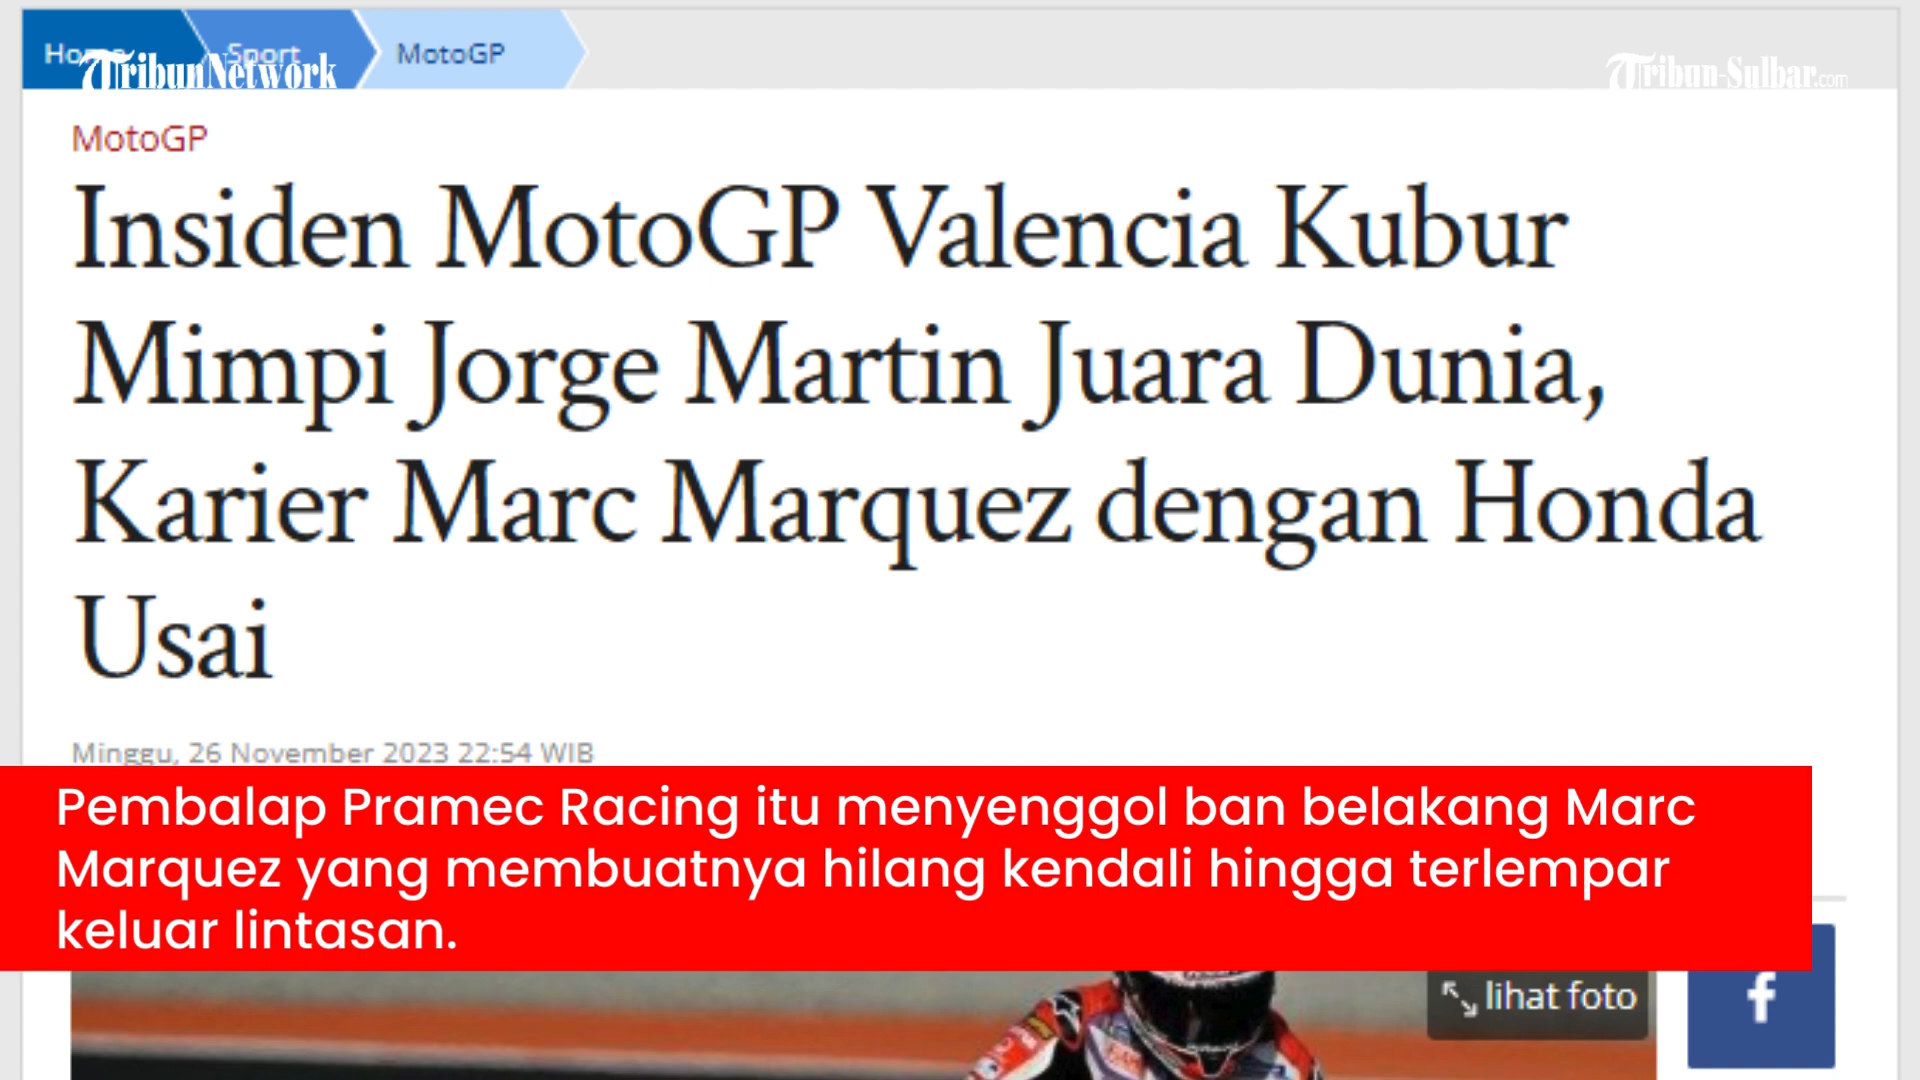 Home
Sport
MotoGP
TribunNetwork
Tribun-Sulbar.com
MotoGP
Insiden MotoGP Valencia Kubur
Mimpi Jorge Martin Juara Dunia,
Karier Marc Marquez dengan Honda
Usai
Minggu, 26 November 2023 22:54 WIB
Pembalap Pramec Racing itu menyenggol ban belakang Marc
Marquez yang membuatnya hilang kendali hingga terlempar
keluar lintasan.
lihat foto
f